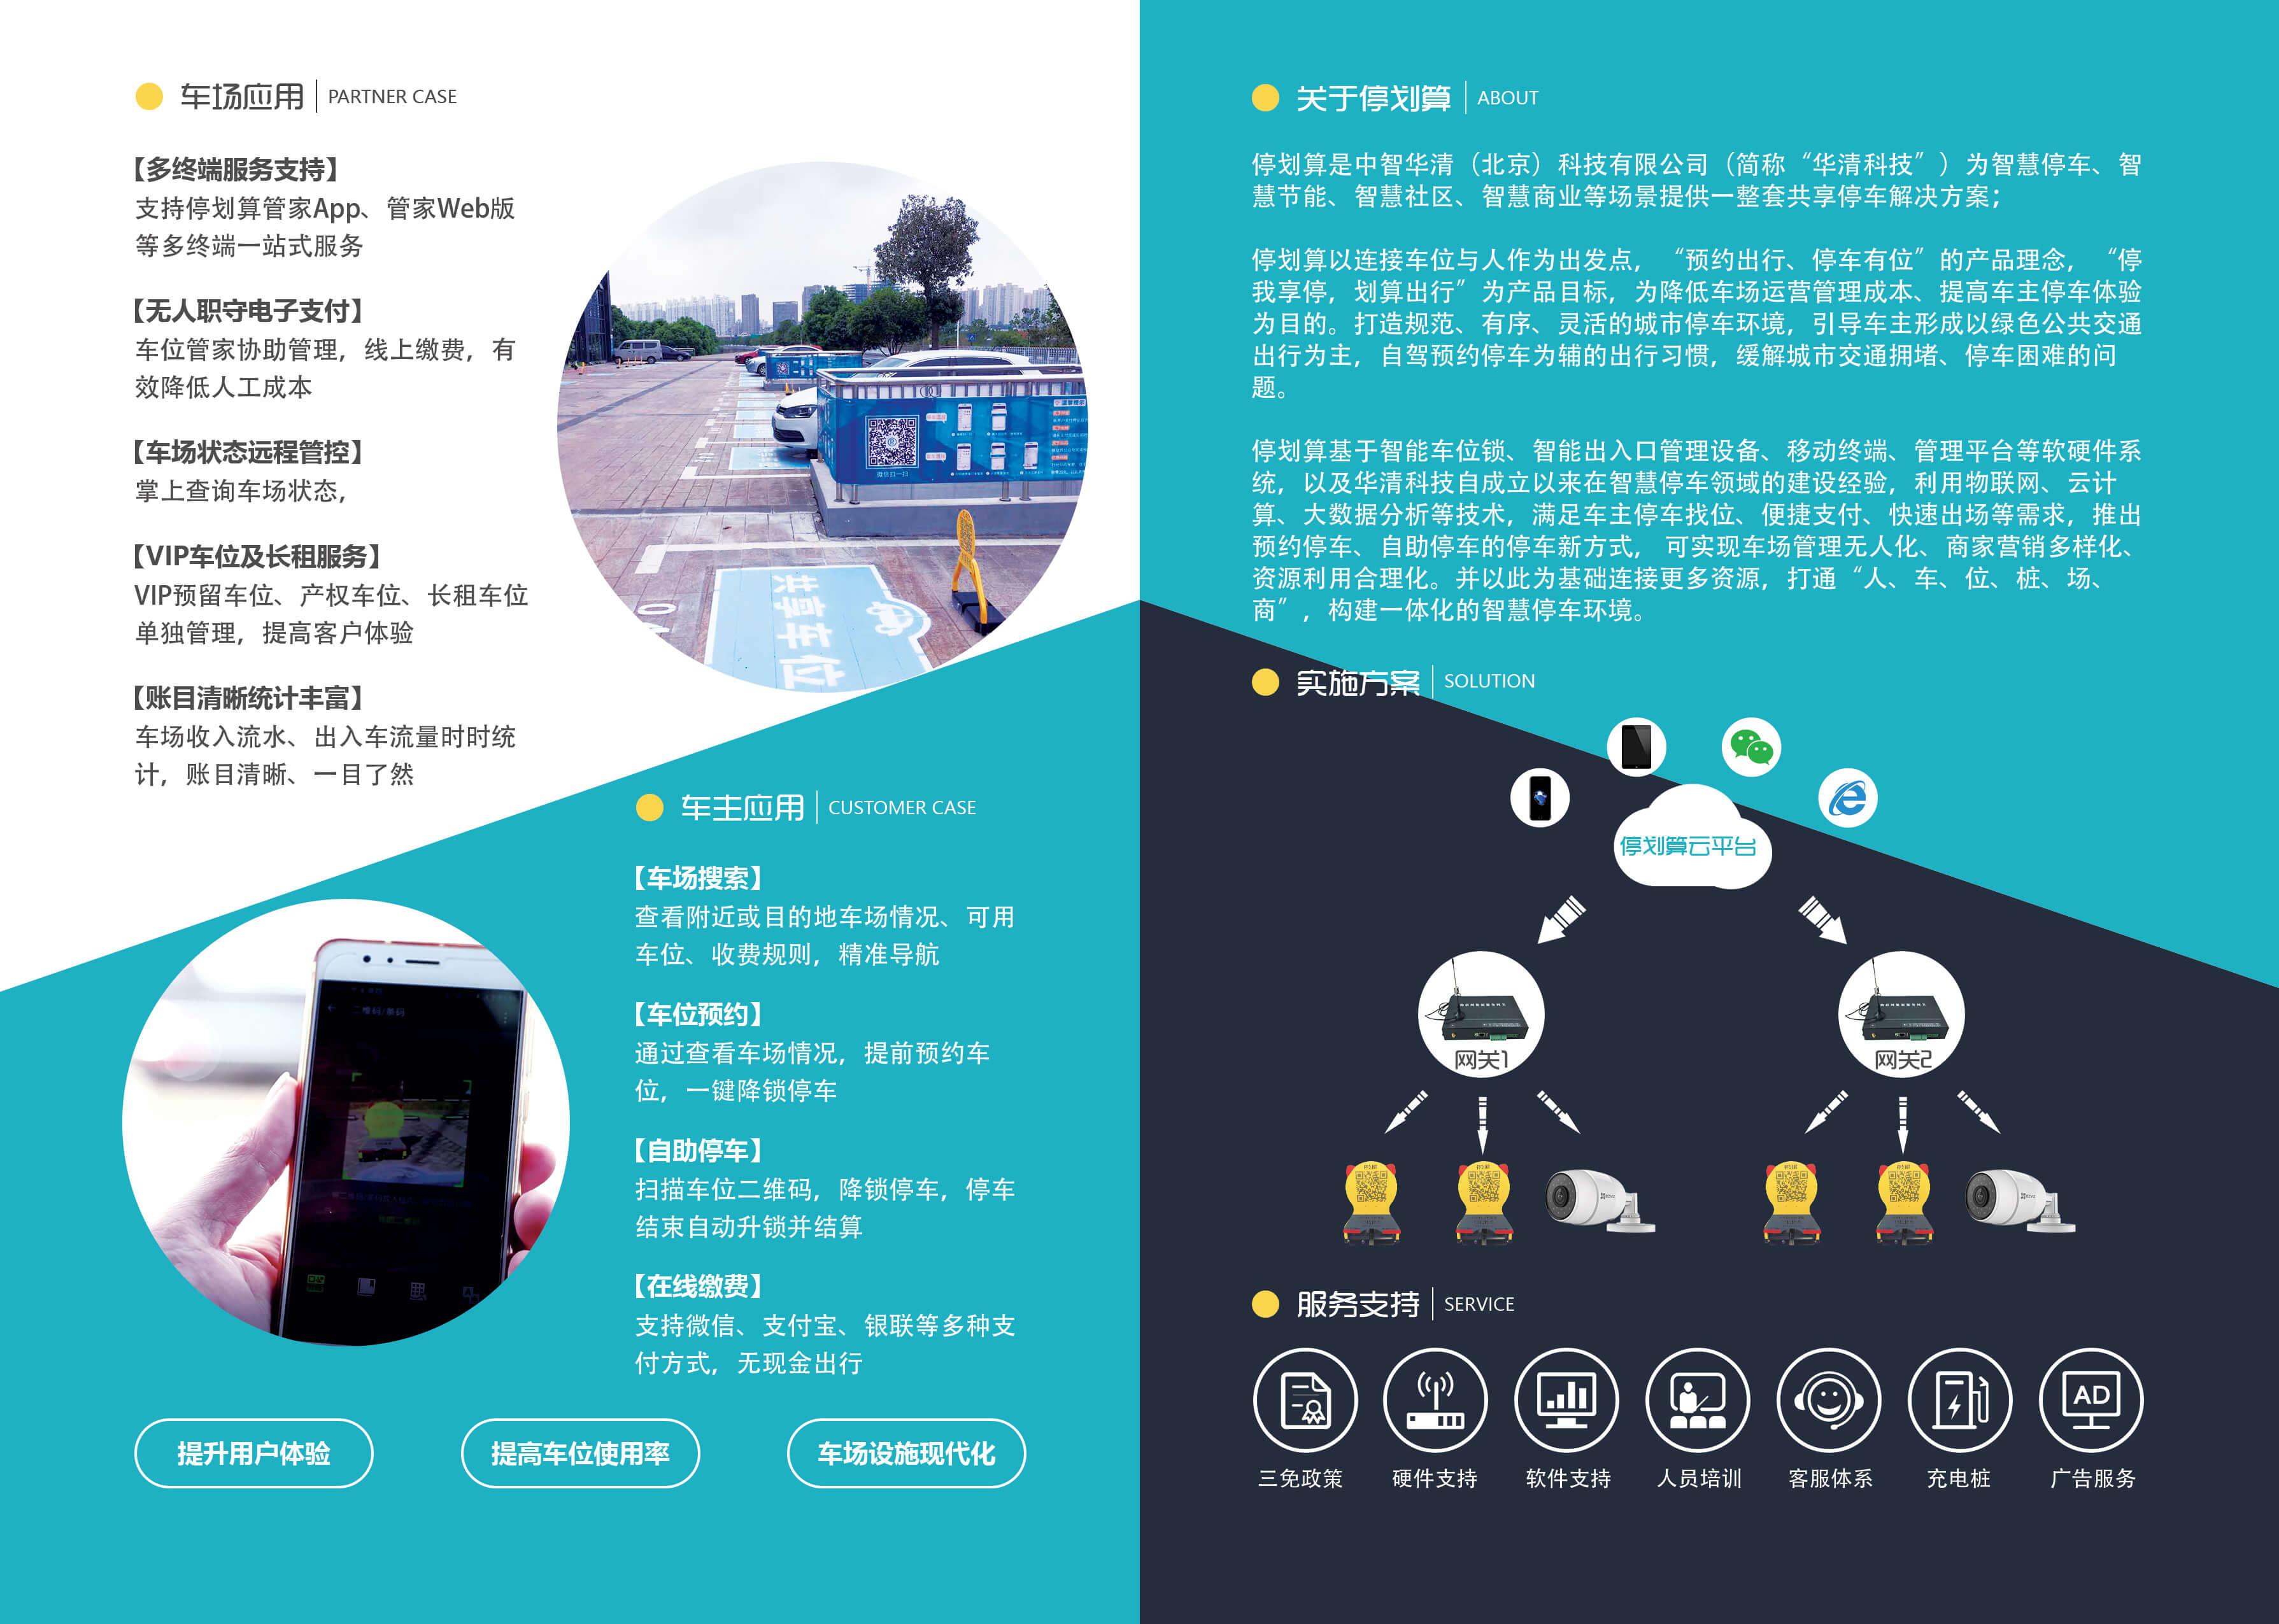 车场应用 PARTNER CASE
【多终端服务支持】
支持停划算管家App、管家Web版
等多终端一站式服务
【无人职守电子支付】
车位管家协助管理，线上缴费，有
效降低人工成本
【车场状态远程管控】
掌上查询车场状态，
【VIP车位及长租服务】
VIP预留车位、产权车位、长租车位
单独管理，提高客户体验
【账目清晰统计丰富】
车场收入流水、出入车流量时时统
计，账目清晰、一目了然
微信扫一扫
共享车位
车主应用 CUSTOMER CASE
【车场搜索】
查看附近或目的地车场情况、可用
车位、收费规则，精准导航
【车位预约】
通过查看车场情况，提前预约车
位，一键降锁停车
【自助停车】
扫描车位二维码，降锁停车，停车
结束自动升锁并结算
【在线缴费】
支持微信、支付宝、银联等多种支
付方式，无现金出行
二维码/条码
提升用户体验
提高车位使用率
车场设施现代化
关于停划算 ABOUT
停划算是中智华清（北京）科技有限公司（简称“华清科技”）为智慧停车、智
慧节能、智慧社区、智慧商业等场景提供一整套共享停车解决方案；
停划算以连接车位与人作为出发点，“预约出行、停车有位”的产品理念，“停
我享停，划算出行”为产品目标，为降低车场运营管理成本、提高车主停车体验
为目的。打造规范、有序、灵活的城市停车环境，引导车主形成以绿色公共交通
出行为主，自驾预约停车为辅的出行习惯，缓解城市交通拥堵、停车困难的问
题。
停划算基于智能车位锁、智能出入口管理设备、移动终端、管理平台等软硬件系
统，以及华清科技自成立以来在智慧停车领域的建设经验，利用物联网、云计
算、大数据分析等技术，满足车主停车找位、便捷支付、快速出场等需求，推出
预约停车、自助停车的停车新方式， 可实现车场管理无人化、商家营销多样化、
资源利用合理化。并以此为基础连接更多资源，打通“人、车、位、桩、场、
商”，构建一体化的智慧停车环境。
实施方案 SOLUTION
停划算云平台
网关1
网关2
服务支持 SERVICE
AD
三免政策
硬件支持
软件支持
人员培训
客服体系
充电桩
广告服务